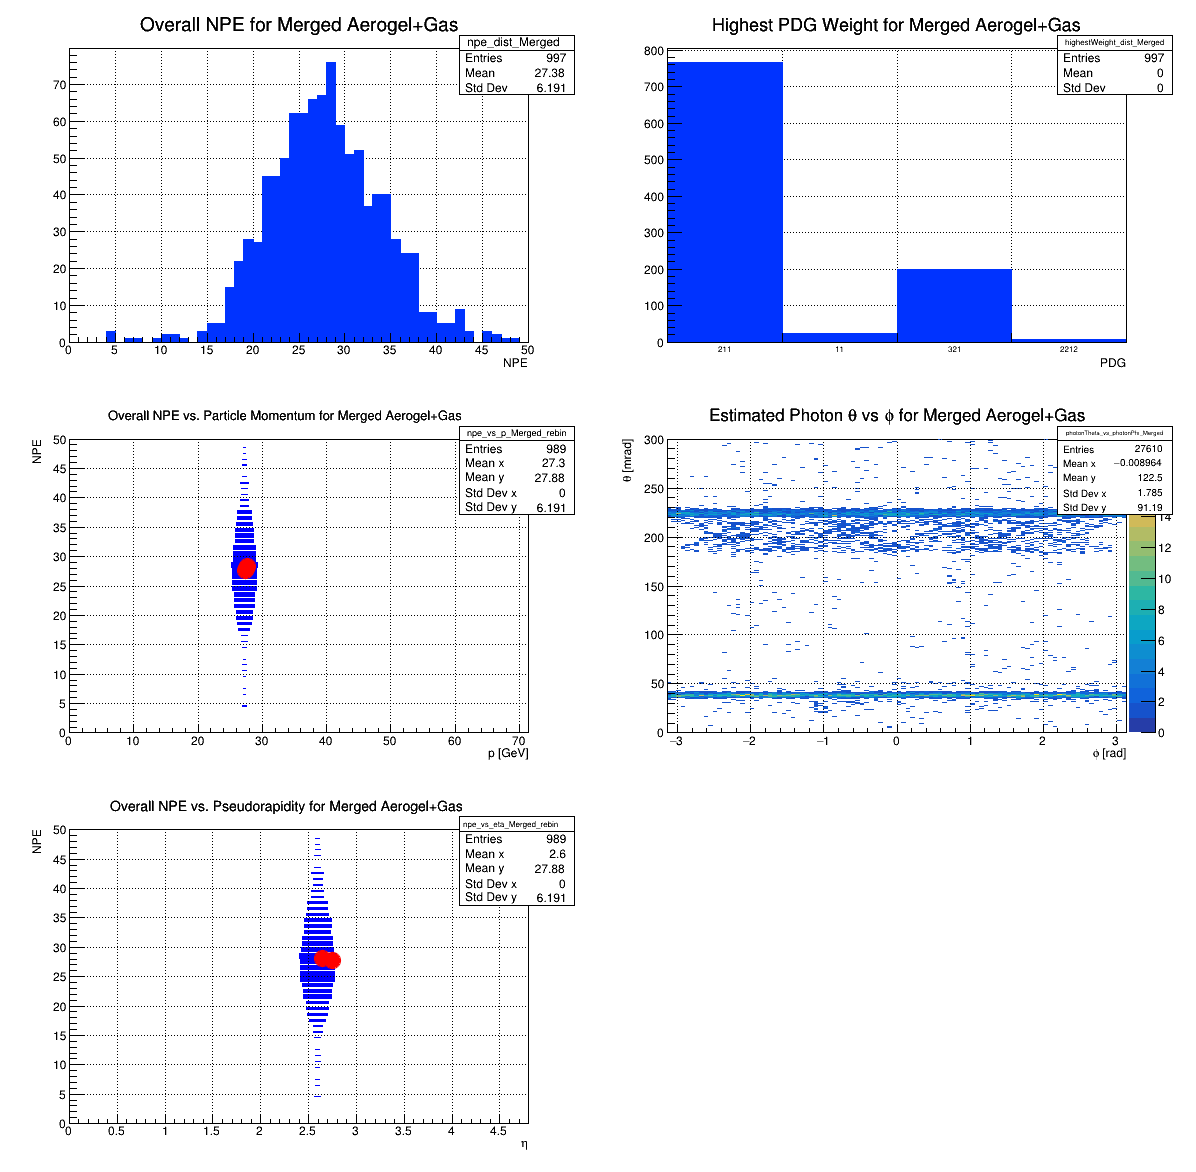 Overall NPE for Merged Aerogel+Gas
npe_dist_Merged
Entries 997
Mean 27.38
Std Dev 6.191
70
60
50
40
30
20
10
0
0 5 10 15 20 25 30 35 40 45 50
NPE
Highest PDG Weight for Merged Aerogel+Gas
highestWeight_dist_Merged
Entries 997
Mean 0
Std Dev 0
800
700
600
500
400
300
200
100
0
211 11 321 2212
PDG
Overall NPE vs. Particle Momentum for Merged Aerogel+Gas
npe_vs_p_Merged_rebin
Entries 989
Mean x 27.3
Mean y 27.88
Std Dev x 0
Std Dev y 6.191
NPE
50
45
40
35
30
25
20
15
10
5
0
0 10 20 30 40 50 60 70
p [GeV]
Estimated Photon θ vs ϕ for Merged Aerogel+Gas
photonTheta_vs_photonPhi_Merged
Entries 27610
Mean x −0.008964
Mean y 122.5
Std Dev x 1.785
Std Dev y 91.19
θ [mrad]
300
250
200
150
100
50
0
−3 −2 −1 0 1 2 3
ϕ [rad]
14
12
10
8
6
4
2
0
Overall NPE vs. Pseudorapidity for Merged Aerogel+Gas
npe_vs_eta_Merged_rebin
Entries 989
Mean x 2.6
Mean y 27.88
Std Dev x 0
Std Dev y 6.191
NPE
50
45
40
35
30
25
20
15
10
5
0
0 0.5 1 1.5 2 2.5 3 3.5 4 4.5
η